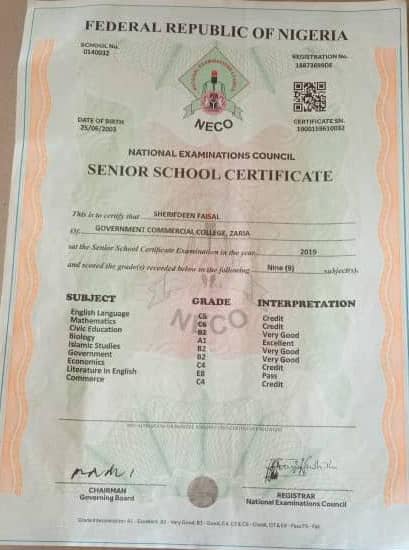 FEDERAL REPUBLIC OF NIGERIA
SCHOOL No.
0140032
REGISTRATION No.
NATIONAL EXAMINATIONS COUNCIL
NECO
DATE OF BIRTH
25/06/2003
CERTIFICATE SN.
NATIONAL EXAMINATIONS COUNCIL
SENIOR SCHOOL CERTIFICATE
This is to certify that SHERIFDEEN FAISAL
Of GOVERNMENT COMMERCIAL COLLEGE, ZARIA
sat the Senior School Certificate Examination in the year 2019
and scored the grade(s) recorded below in the following Nine (9) subject(s).
SUBJECT GRADE INTERPRETATION
English Language C5 Credit
Mathematics C6 Credit
Civic Education B2 Very Good
Biology A1 Excellent
Islamic Studies B2 Very Good
Government B2 Very Good
Economics C4 Credit
Literature in English E8 Pass
Commerce C4 Credit
NECO
CHAIRMAN
Governing Board
REGISTRAR
National Examinations Council